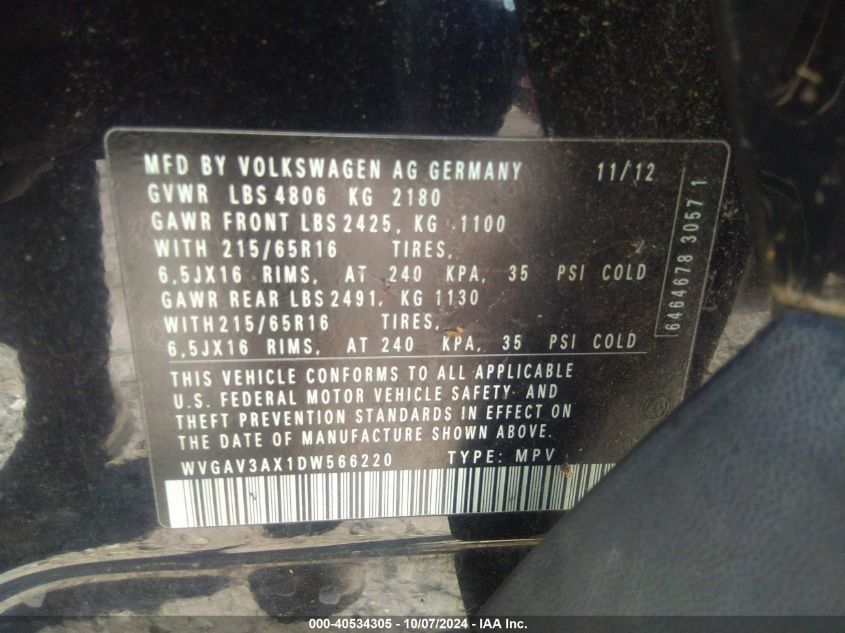 MFD BY VOLKSWAGEN AG GERMANY 11/12
GVWR LBS 4806 KG 2180
GAWR FRONT LBS 2425, KG 1100
WITH 215/65R16 TIRES,
6,5JX16 RIMS, AT 240 KPA, 35 PSI COLD
GAWR REAR LBS 2491, KG 1130
WITH 215/65R16 TIRES,
6,5JX16 RIMS, AT 240 KPA, 35 PSI COLD
THIS VEHICLE CONFORMS TO ALL APPLICABLE
U.S. FEDERAL MOTOR VEHICLE SAFETY AND
THEFT PREVENTION STANDARDS IN EFFECT ON
THE DATE OF MANUFACTURE SHOWN ABOVE.
WVGAV3AX1DW566220 TYPE: MPV
6464678 3057 1
000-40534305 - 10/07/2024 - IAA Inc.